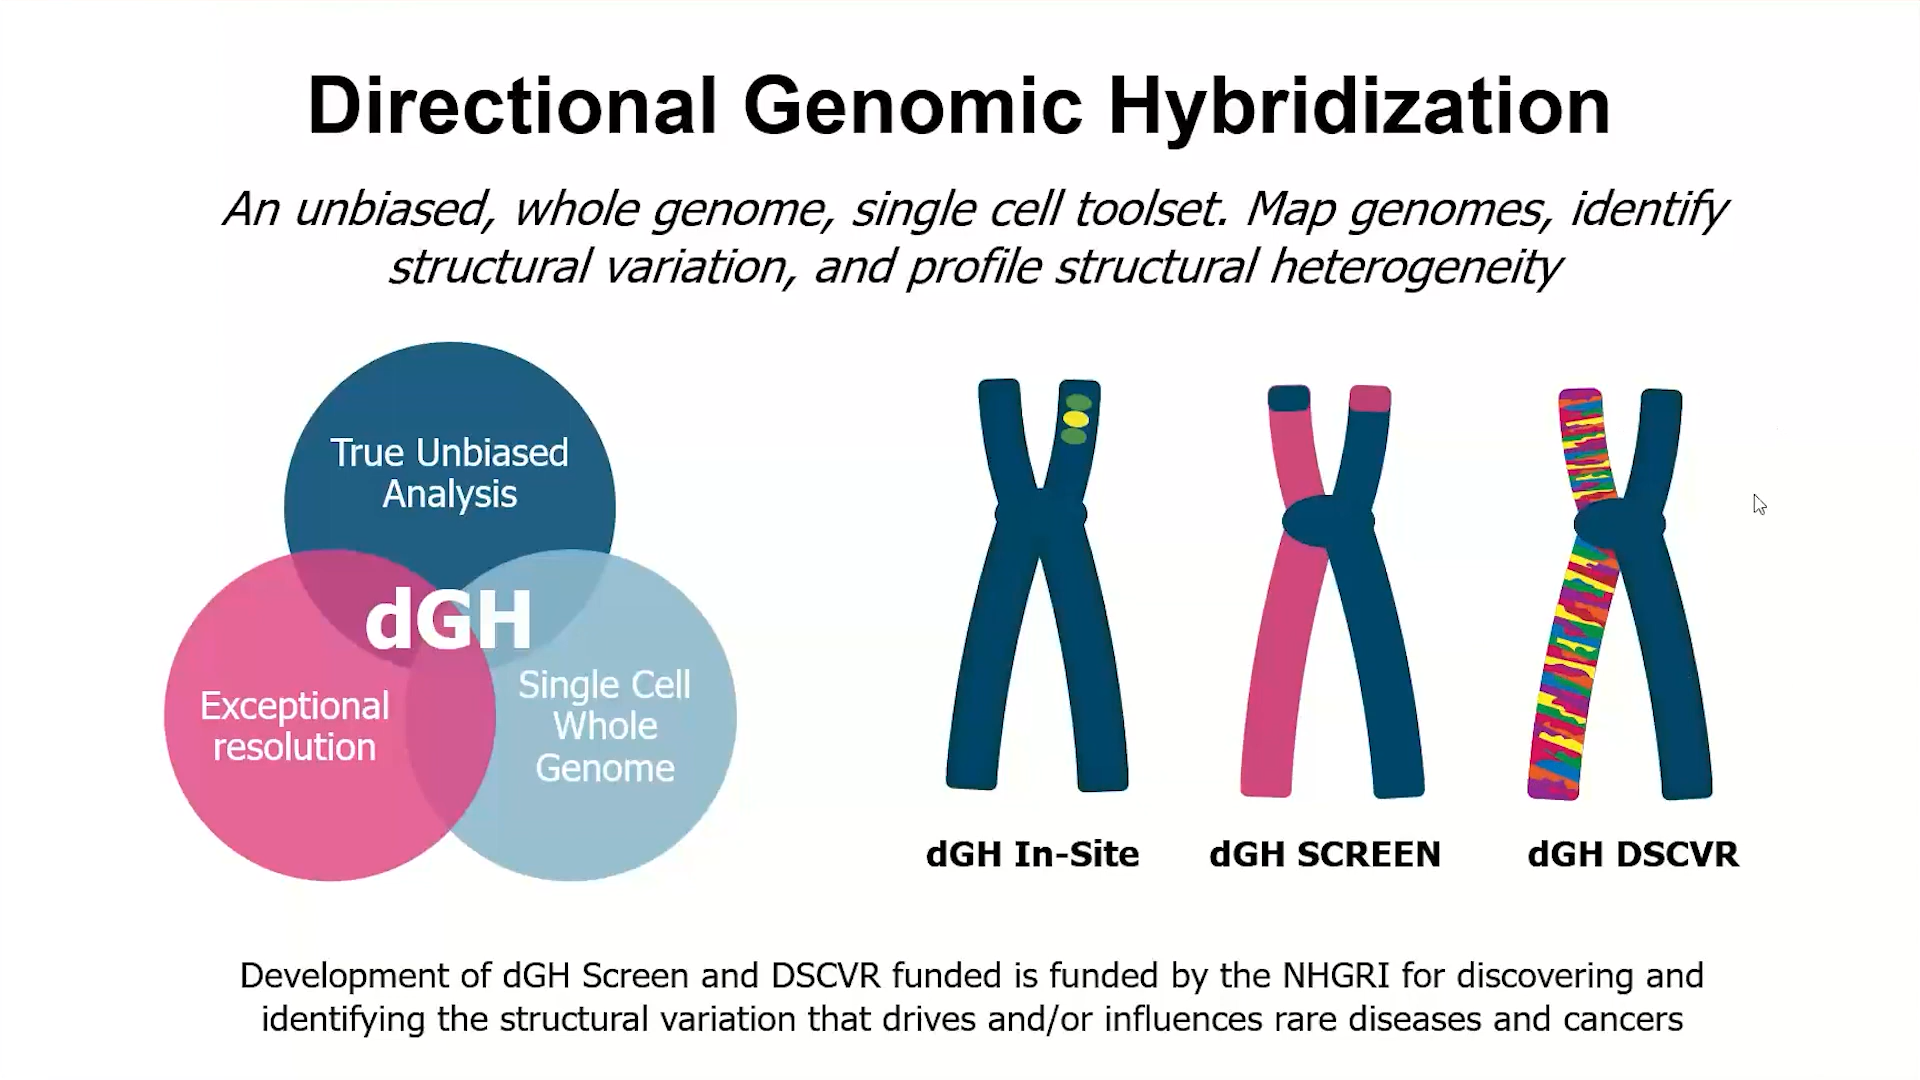 Directional Genomic Hybridization
An unbiased, whole genome, single cell toolset. Map genomes, identify
structural variation, and profile structural heterogeneity
True Unbiased
Analysis
dGH
Exceptional
resolution
Single Cell
Whole
Genome
dGH In-Site
dGH SCREEN
dGH DSCVR
Development of dGH Screen and DSCVR funded is funded by the NHGRI for discovering and
identifying the structural variation that drives and/or influences rare diseases and cancers